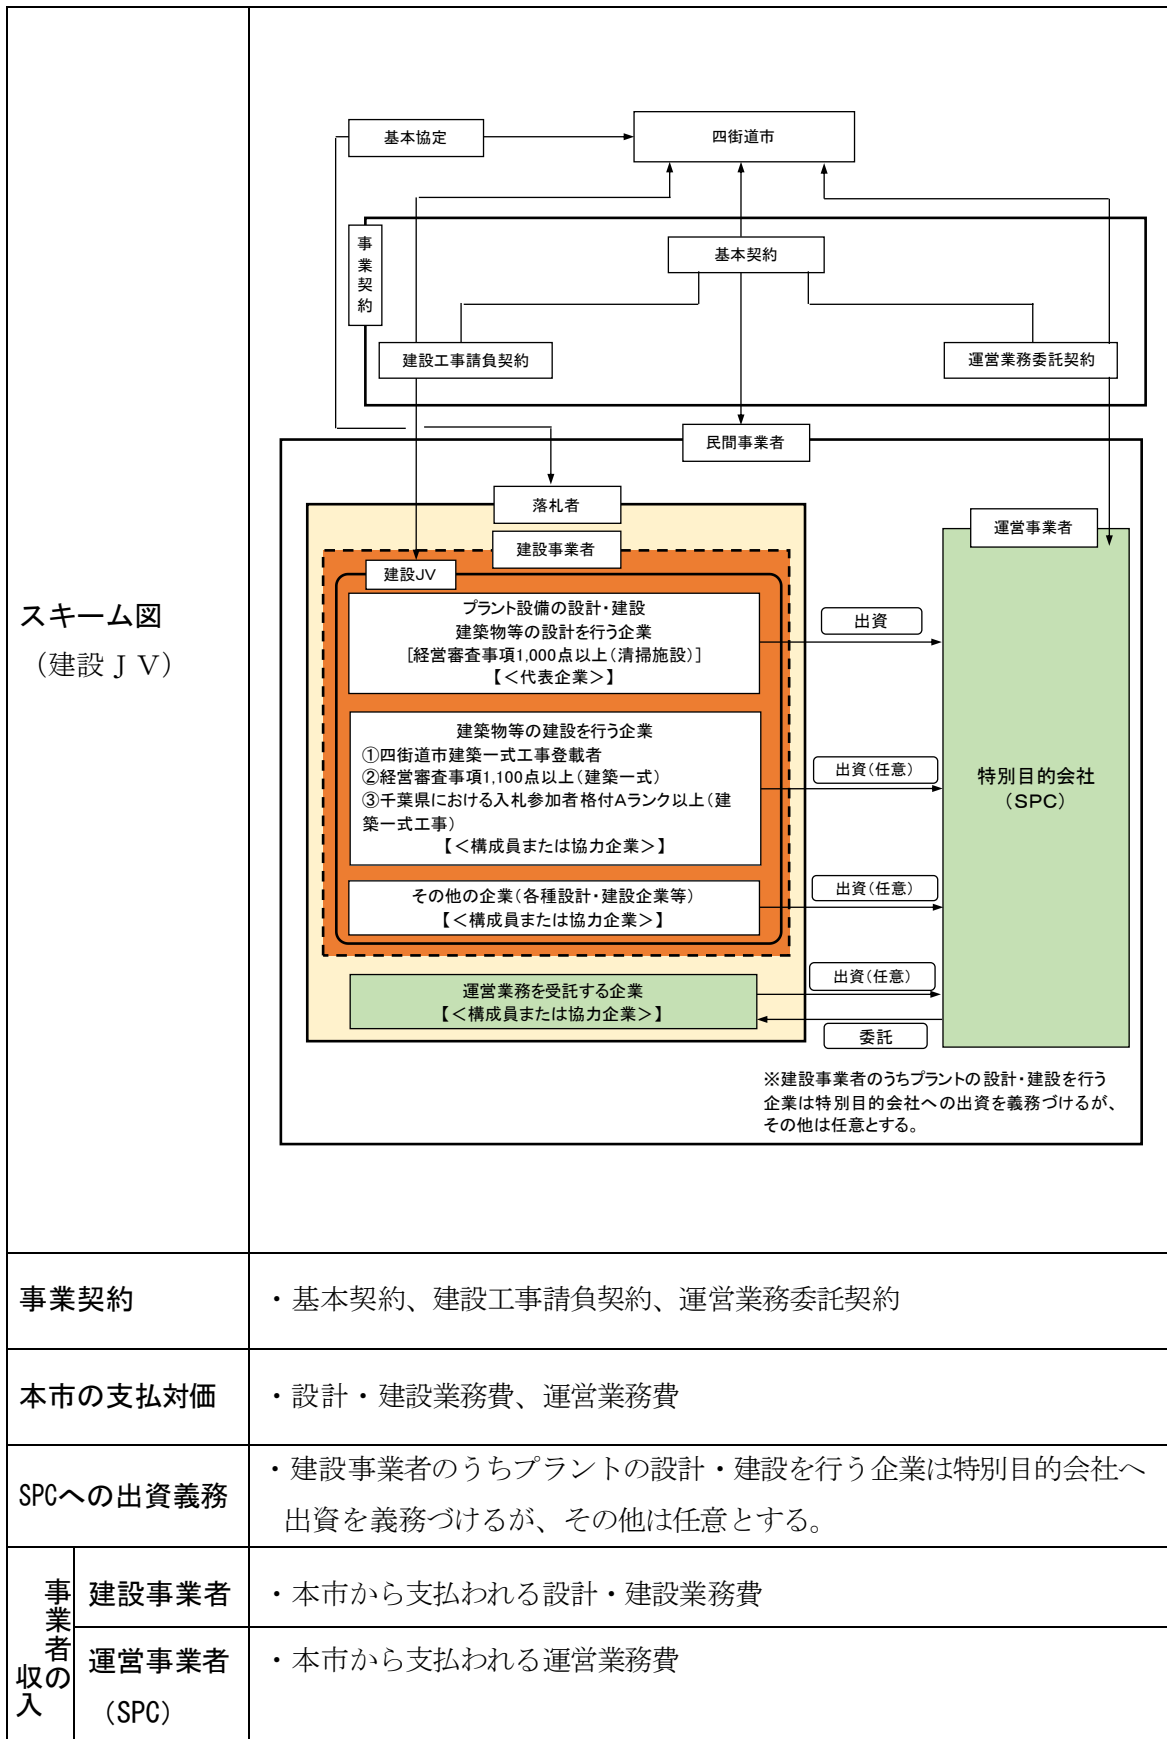 スキーム図
（建設ＪＶ）
基本協定
四街道市
事業契約
基本契約
建設工事請負契約
運営業務委託契約
民間事業者
落札者
建設事業者
建設JV
プラント設備の設計・建設
建築物等の設計を行う企業
[経営審査事項1,000点以上（清掃施設）]
【＜代表企業＞】
建築物等の建設を行う企業
①四街道市建築一式工事登載者
②経営審査事項1,100点以上（建築一式）
③千葉県における入札参加者格付Aランク以上（建
築一式工事）
【＜構成員または協力企業＞】
その他の企業（各種設計・建設企業等）
【＜構成員または協力企業＞】
運営業務を受託する企業
【＜構成員または協力企業＞】
出資
出資（任意）
出資（任意）
出資（任意）
委託
運営事業者
特別目的会社
（SPC）
※建設事業者のうちプラントの設計・建設を行う
企業は特別目的会社への出資を義務づけるが、
その他は任意とする。
事業契約
・基本契約、建設工事請負契約、運営業務委託契約
本市の支払対価
・設計・建設業務費、運営業務費
SPCへの出資義務
・建設事業者のうちプラントの設計・建設を行う企業は特別目的会社へ
出資を義務づけるが、その他は任意とする。
事業者の
収入
建設事業者
・本市から支払われる設計・建設業務費
運営事業者
（SPC）
・本市から支払われる運営業務費